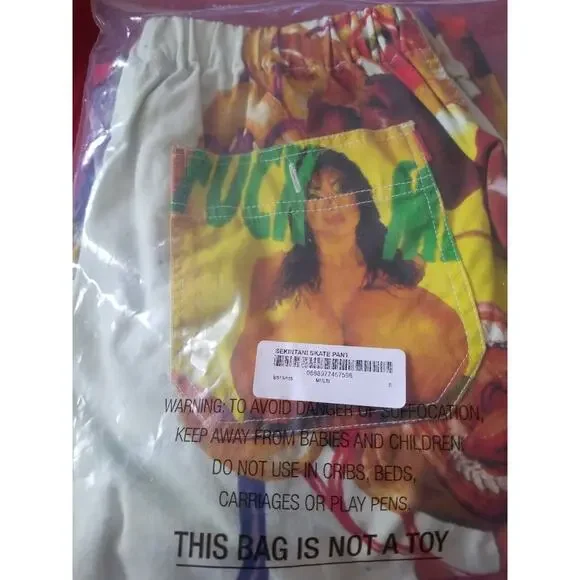 FUCK
SEKINTANI SKATE PANT
MULTI
WARNING: TO AVOID DANGER OF SUFFOCATION,
KEEP AWAY FROM BABIES AND CHILDREN.
DO NOT USE IN CRIBS, BEDS,
CARRIAGES OR PLAY PENS.
THIS BAG IS NOT A TOY